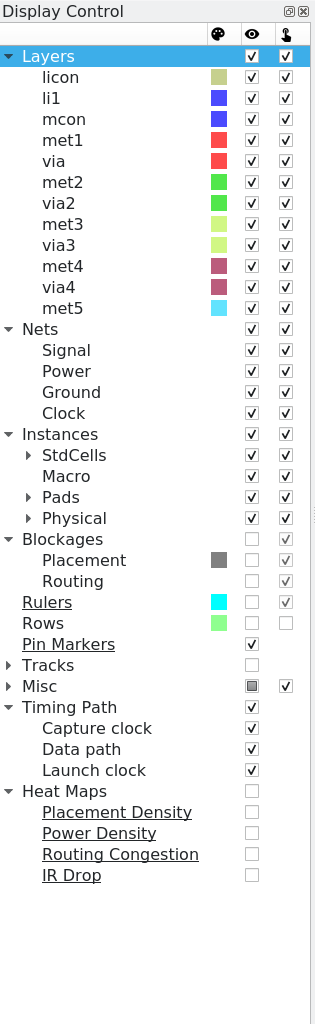 Display Control
Layers
licon
li1
mcon
met1
via
met2
via2
met3
via3
met4
via4
met5
Nets
Signal
Power
Ground
Clock
Instances
StdCells
Macro
Pads
Physical
Blockages
Placement
Routing
Rulers
Rows
Pin Markers
Tracks
Misc
Timing Path
Capture clock
Data path
Launch clock
Heat Maps
Placement Density
Power Density
Routing Congestion
IR Drop